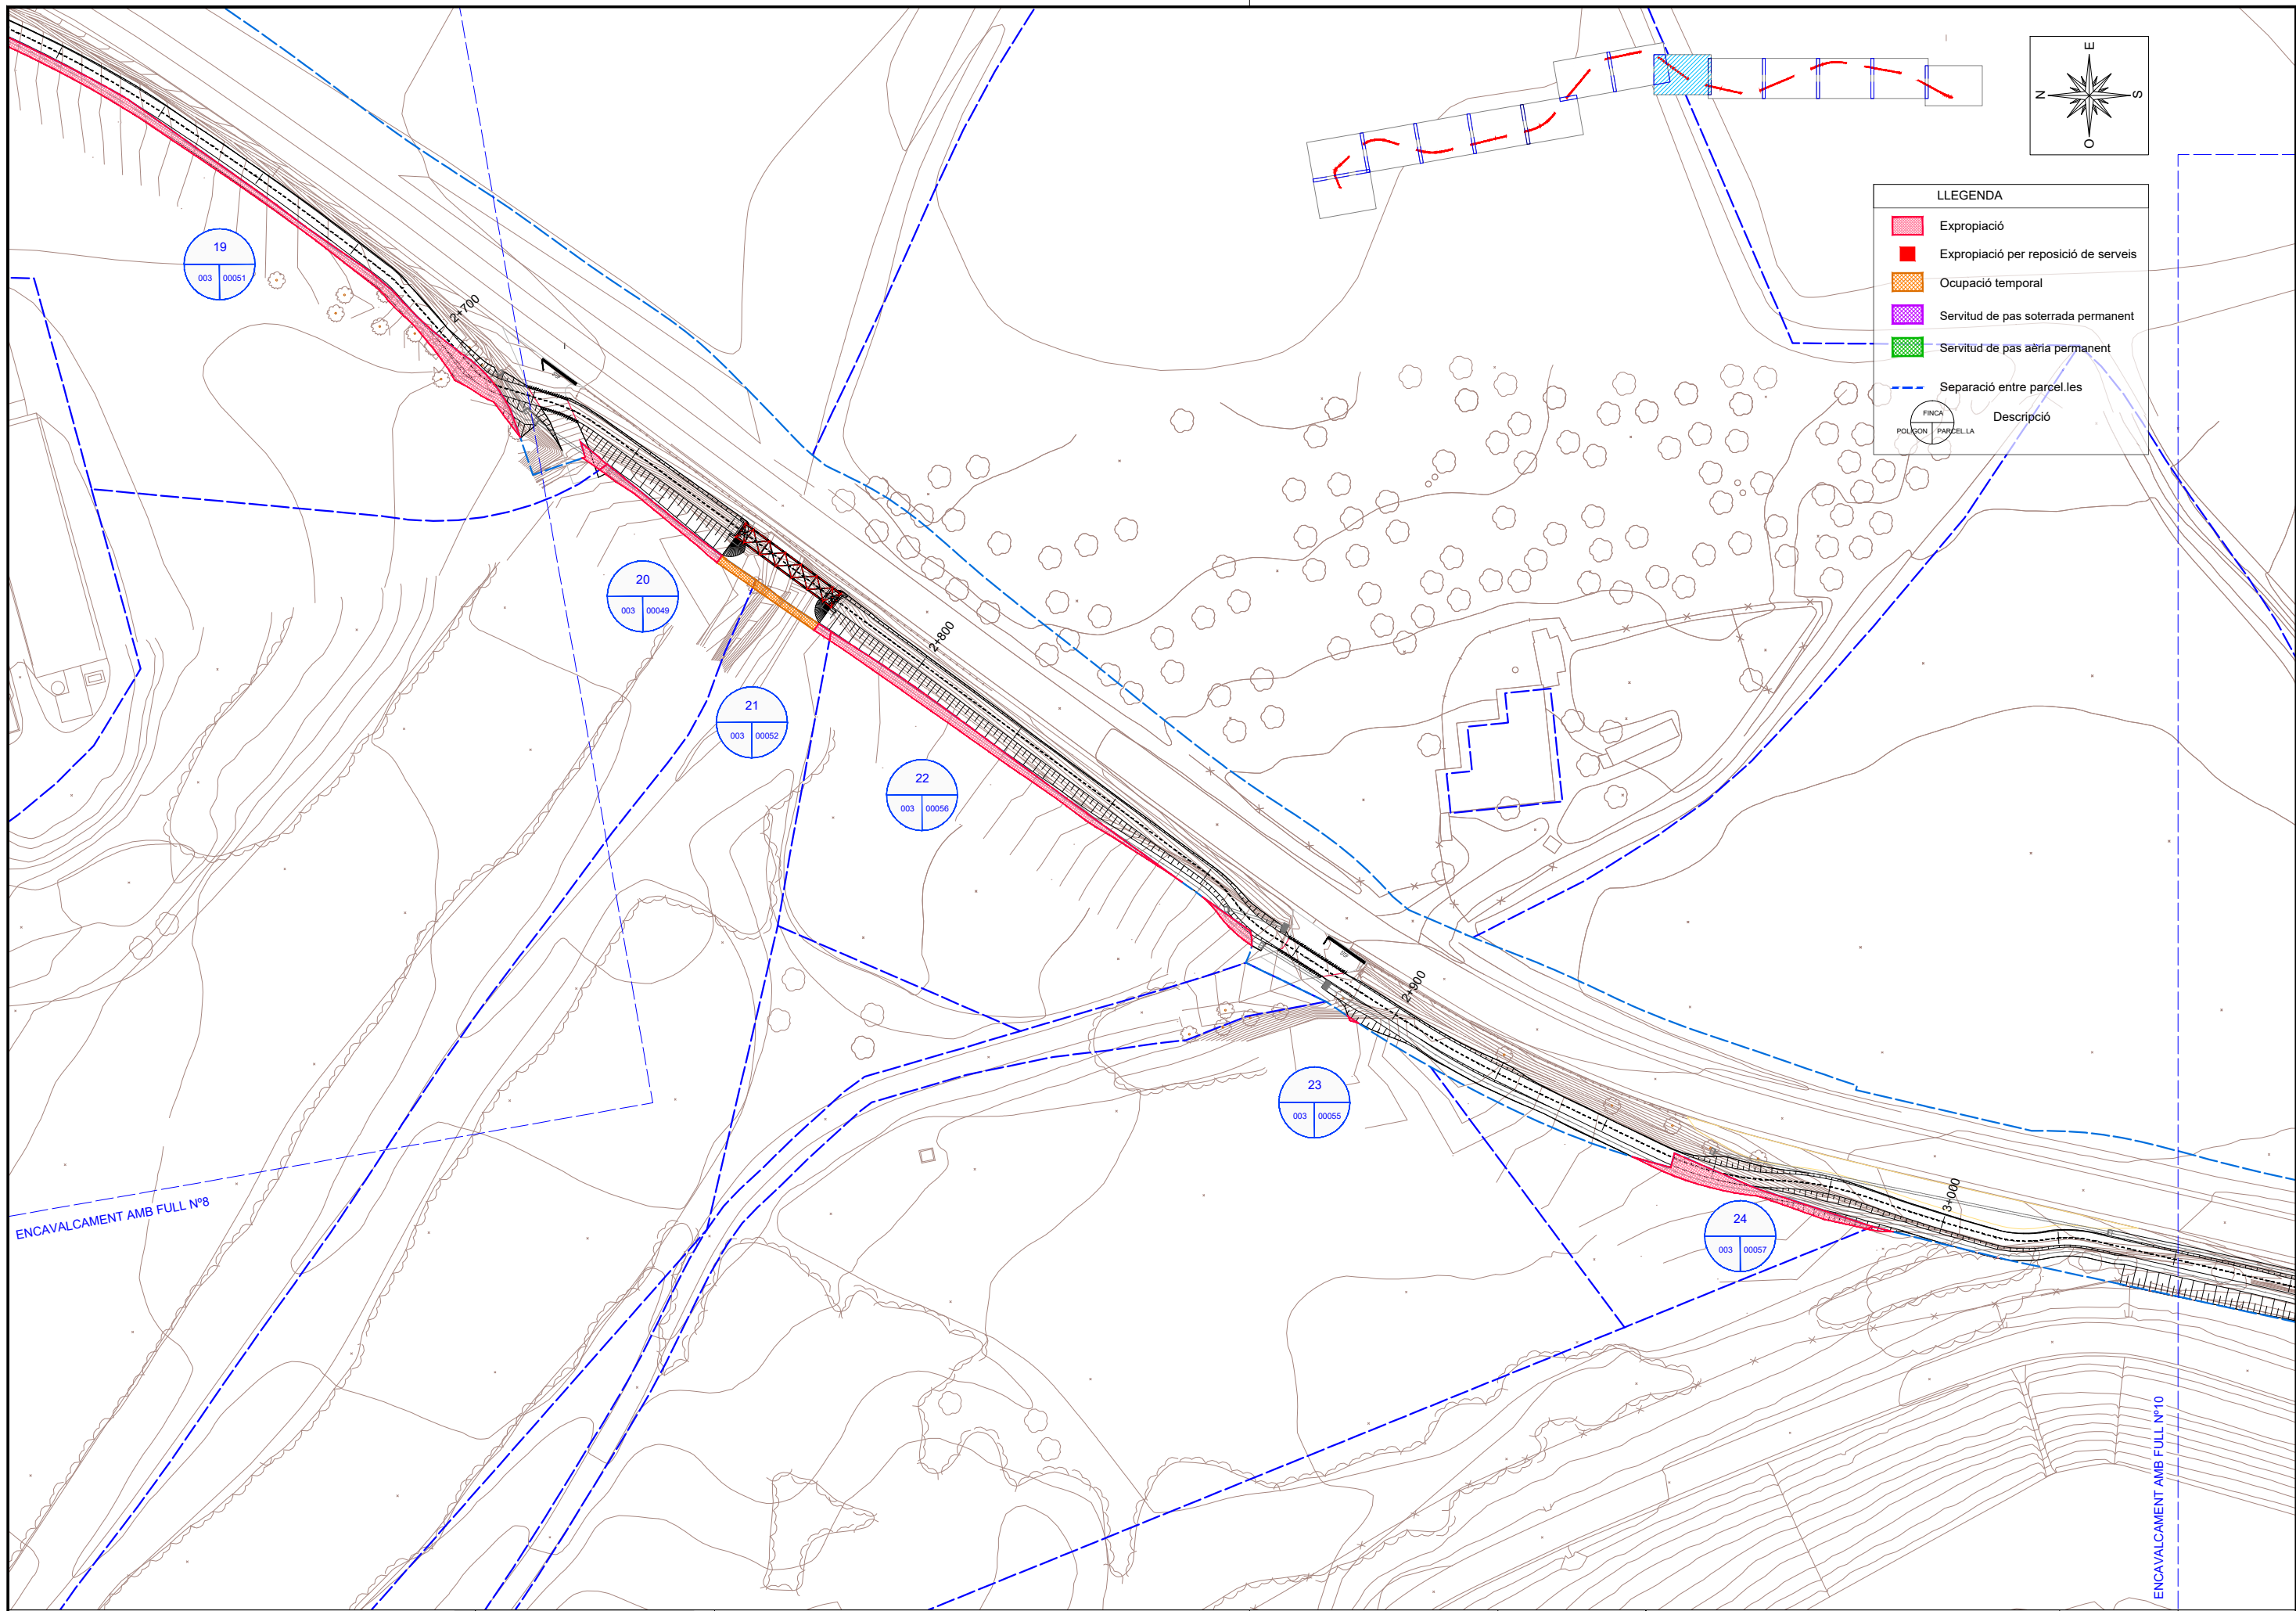 E
N
S
O
LLEGENDA
Expropiació
Expropiació per reposició de serveis
Ocupació temporal
Servitud de pas soterrada permanent
Servitud de pas aèria permanent
Separació entre parcel.les
FINCA
POLIGON
PARCEL.LA
Descripció
19
003
00051
2+700
20
003
00049
2+800
21
003
00052
22
003
00056
2+900
23
003
00055
3+000
24
003
00057
ENCAVALCAMENT AMB FULL Nº8
ENCAVALCAMENT AMB FULL Nº10